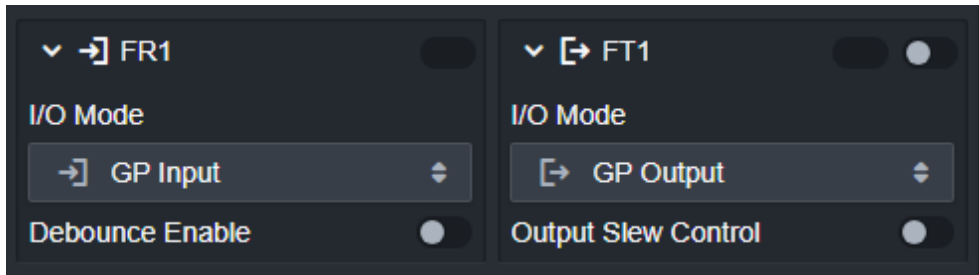 FR1
I/O Mode
GP Input
Debounce Enable
FT1
I/O Mode
GP Output
Output Slew Control